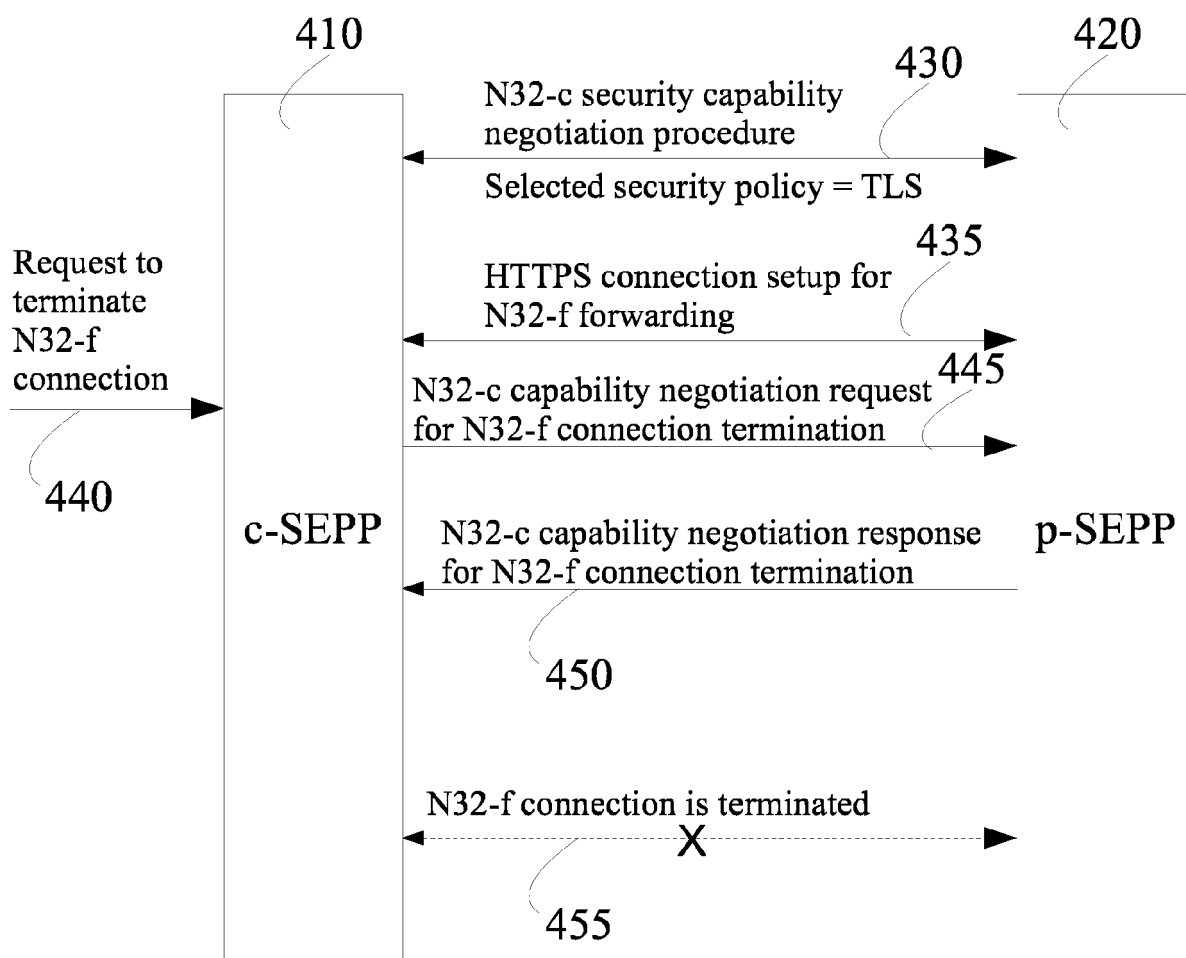 410
420
430
N32-c security capability
negotiation procedure
Selected security policy = TLS
435
Request to
terminate
N32-f
connection
HTTPS connection setup for
N32-f forwarding
445
N32-c capability negotiation request
for N32-f connection termination
440
c-SEPP
p-SEPP
N32-c capability negotiation response
for N32-f connection termination
450
N32-f connection is terminated
X
455